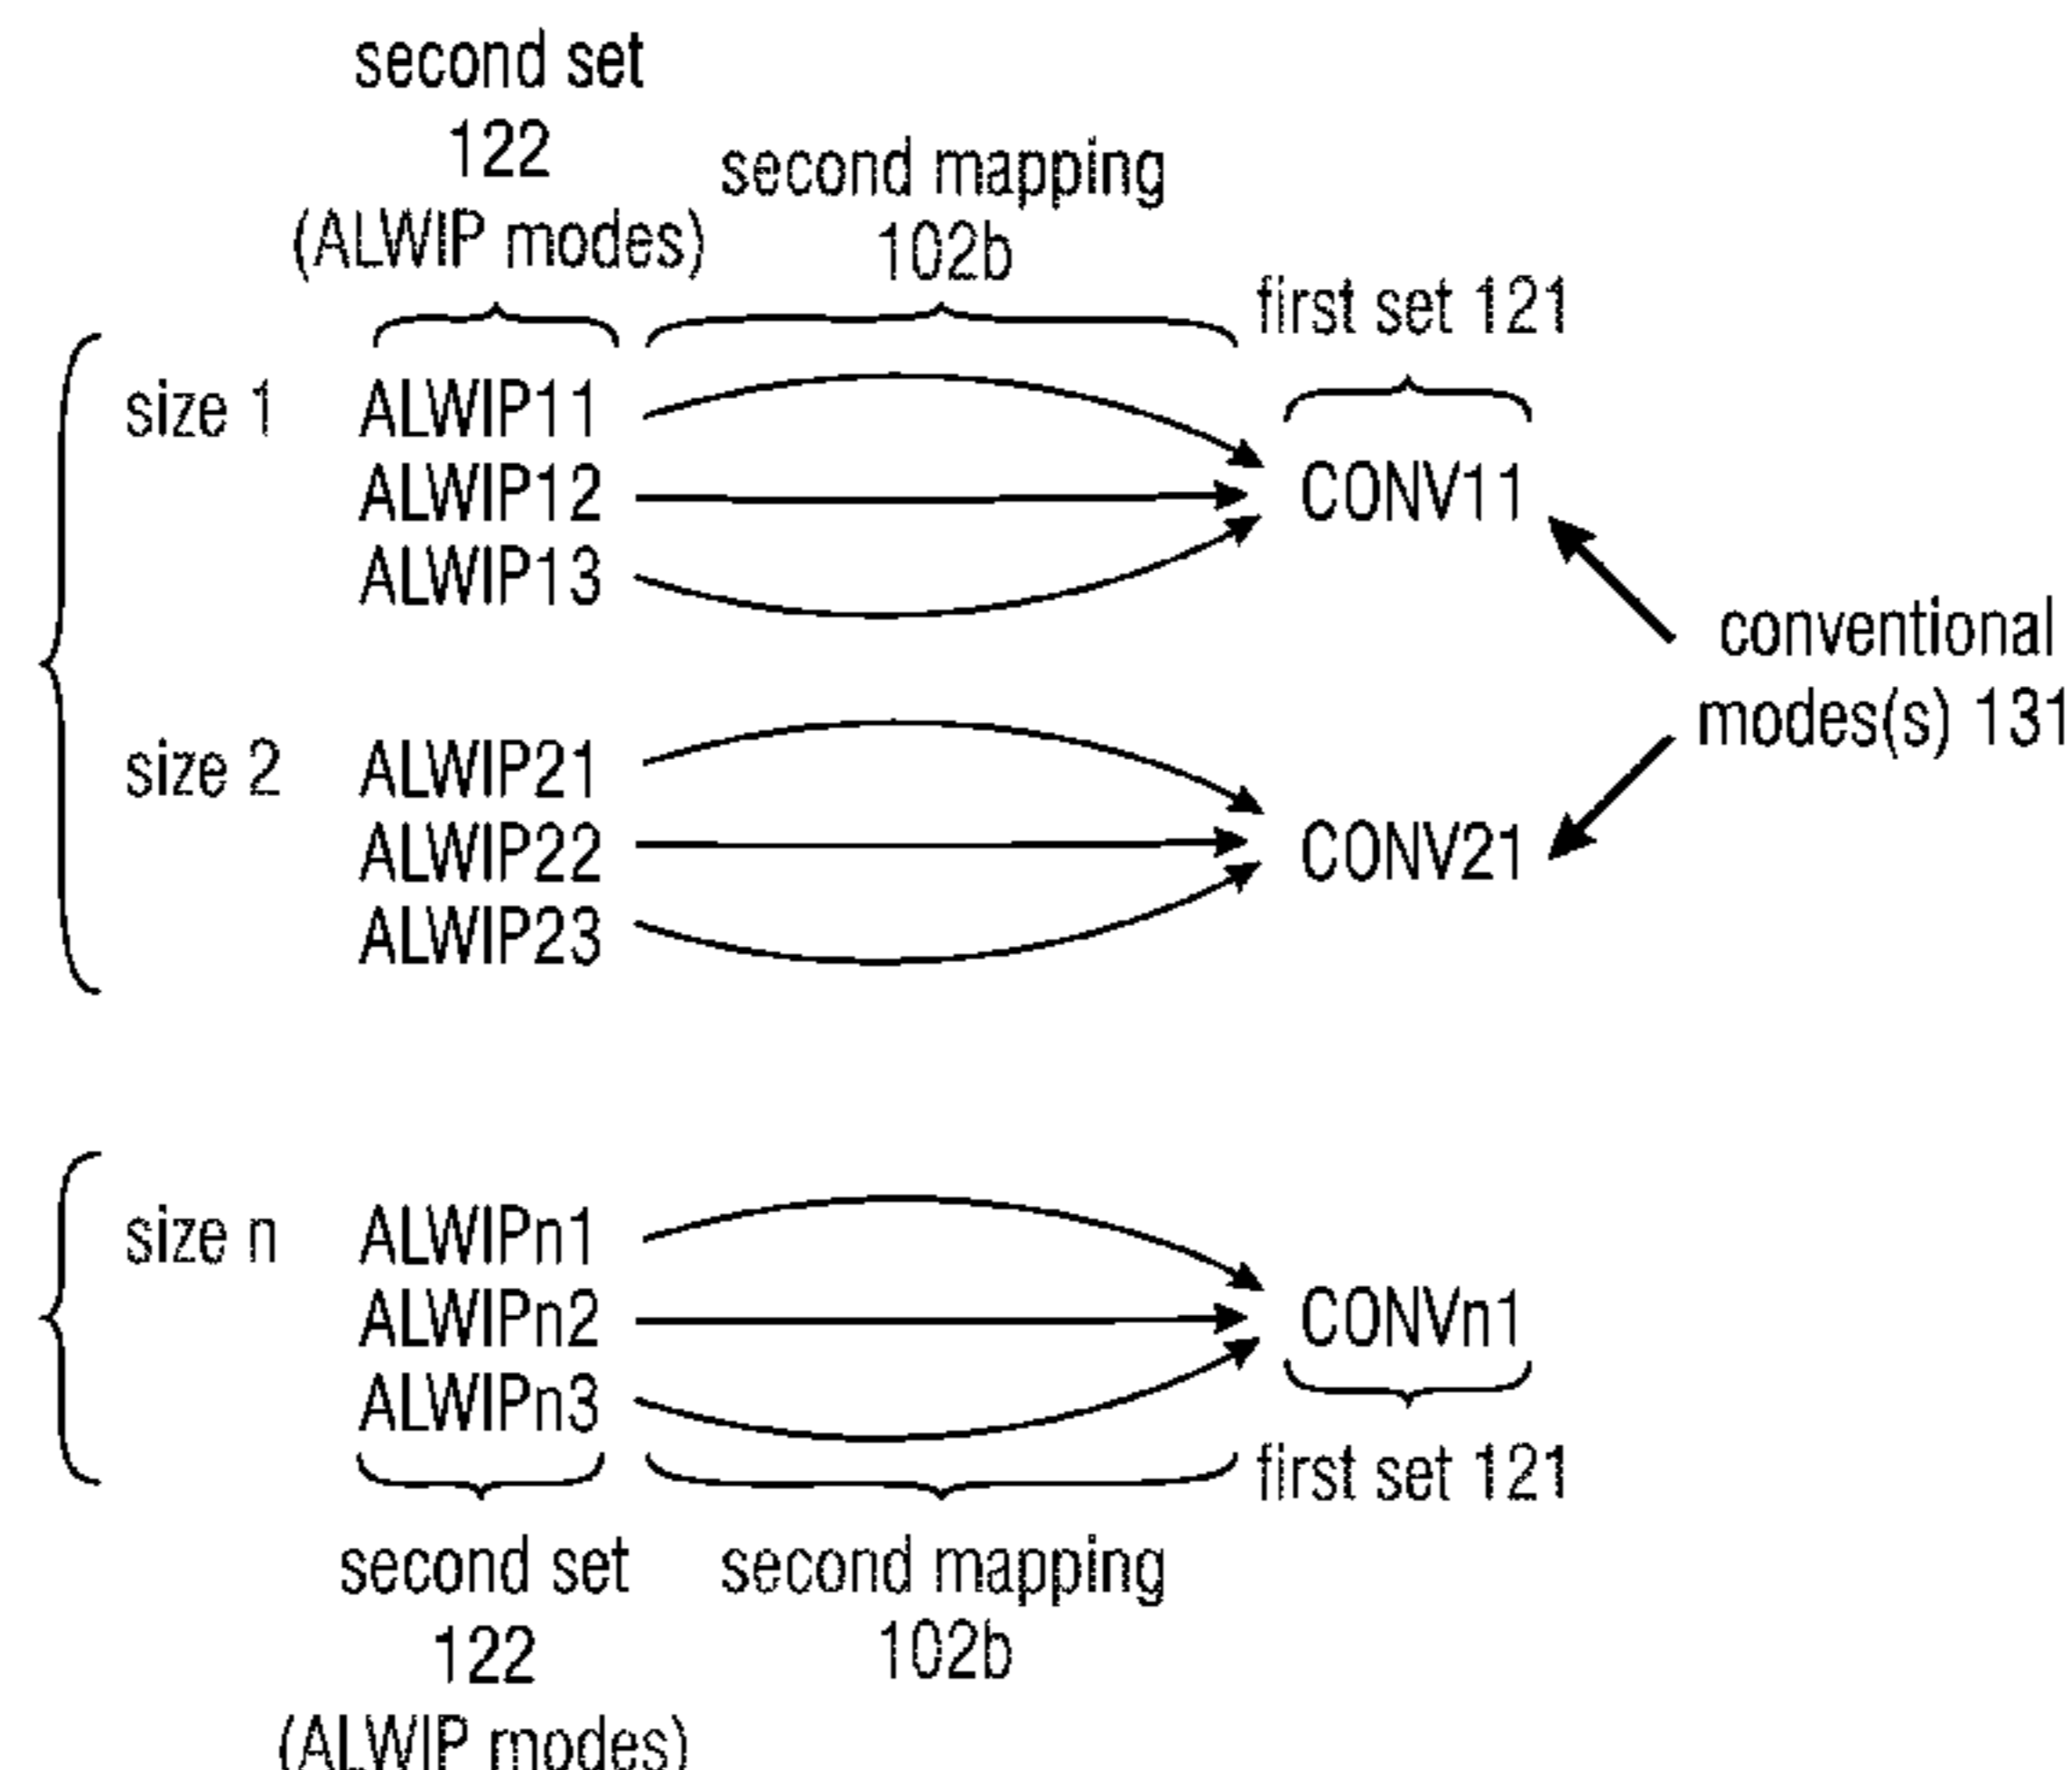 second set
122
(ALWIP modes)
second mapping
102b
first set 121
size 1
ALWIP11
ALWIP12
ALWIP13
CONV11
conventional
modes(s) 131
size 2
ALWIP21
ALWIP22
ALWIP23
CONV21
size n
ALWIPn1
ALWIPn2
ALWIPn3
CONVn1
first set 121
second set
122
(ALWIP modes)
second mapping
102b